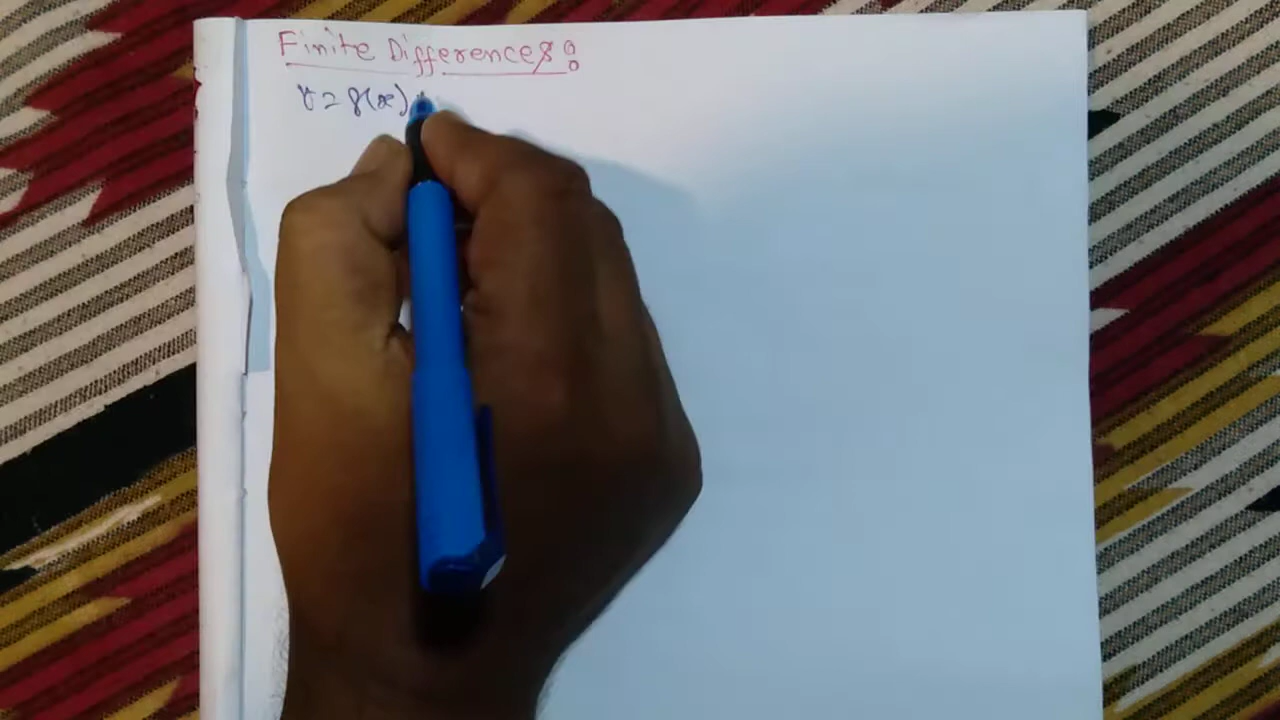 Finite Differences:
y = f(x)